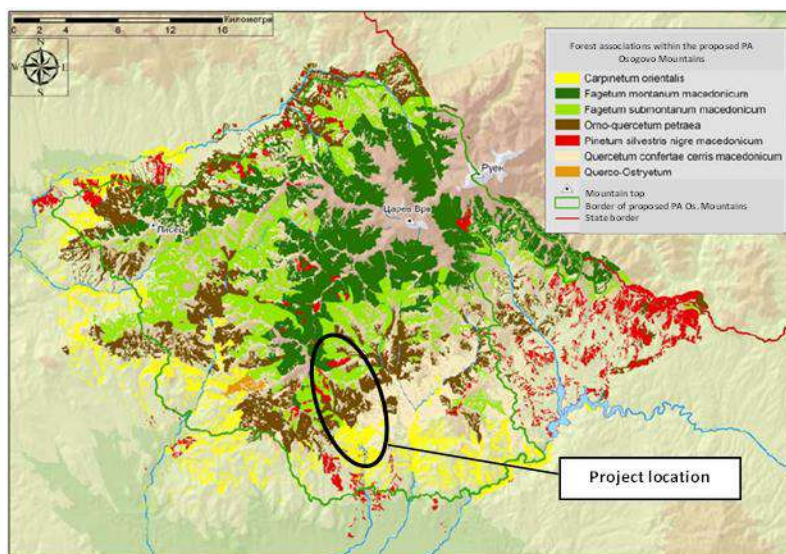 Километри
0 2 4 8 12 16
N
W E
S
Forest associations within the proposed PA
Osogovo Mountains
Carpinetum orientalis
Fagetum montanum macedonicum
Fagetum submontanum macedonicum
Orno-quercetum petraea
Pinetum silvestris nigre macedonicum
Quercetum confertae cerris macedonicum
Querco-Ostryetum
Mountain top
Border of proposed PA Os. Mountains
State border
Руен
Царев Врв
Лисец
Project location